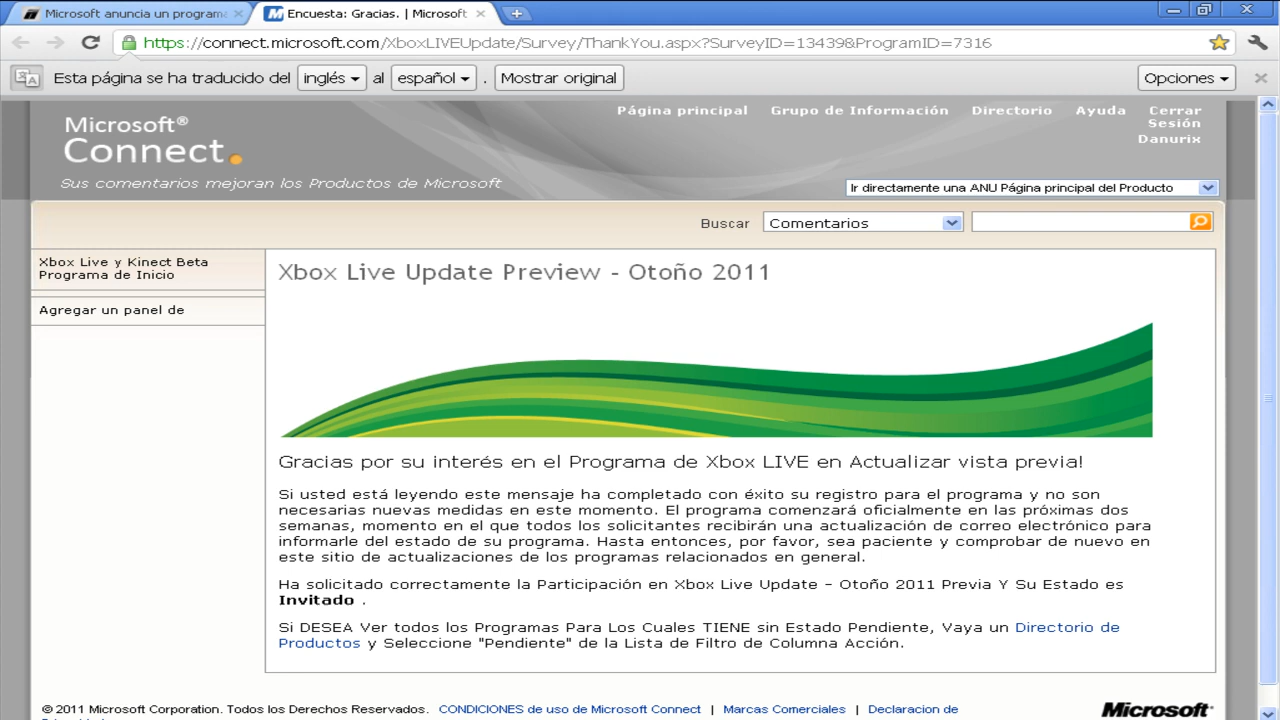 Microsoft anuncia un programa
Encuesta: Gracias. | Microsoft
https://connect.microsoft.com/XboxLIVEUpdate/Survey/ThankYou.aspx?SurveyID=13439&ProgramID=7316
Esta página se ha traducido del inglés al español . Mostrar original Opciones
Página principal Grupo de Información Directorio Ayuda Cerrar Sesión
Danurix
Microsoft®
Connect.
Sus comentarios mejoran los Productos de Microsoft
Ir directamente una ANU Página principal del Producto
Buscar Comentarios
Xbox Live y Kinect Beta
Programa de Inicio
Agregar un panel de
Xbox Live Update Preview - Otoño 2011
Gracias por su interés en el Programa de Xbox LIVE en Actualizar vista previa!
Si usted está leyendo este mensaje ha completado con éxito su registro para el programa y no son
necesarias nuevas medidas en este momento. El programa comenzará oficialmente en las próximas dos
semanas, momento en el que todos los solicitantes recibirán una actualización de correo electrónico para
informarle del estado de su programa. Hasta entonces, por favor, sea paciente y comprobar de nuevo en
este sitio de actualizaciones de los programas relacionados en general.
Ha solicitado correctamente la Participación en Xbox Live Update - Otoño 2011 Previa Y Su Estado es
Invitado .
Si DESEA Ver todos los Programas Para Los Cuales TIENE sin Estado Pendiente, Vaya un Directorio de
Productos y Seleccione "Pendiente" de la Lista de Filtro de Columna Acción.
© 2011 Microsoft Corporation. Todos los Derechos Reservados. CONDICIONES de uso de Microsoft Connect | Marcas Comerciales | Declaracion de
Microsoft